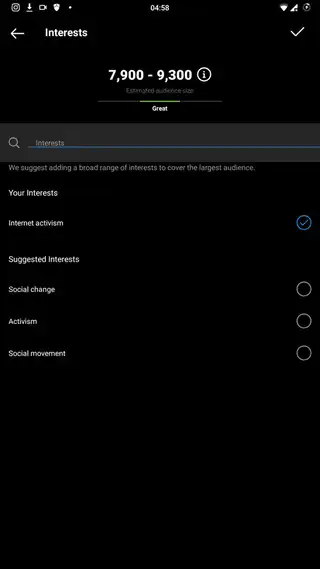 04:58
Interests
7,900 - 9,300
Estimated audience size
Great
Interests
We suggest adding a broad range of interests to cover the largest audience.
Your Interests
Internet activism
Suggested Interests
Social change
Activism
Social movement